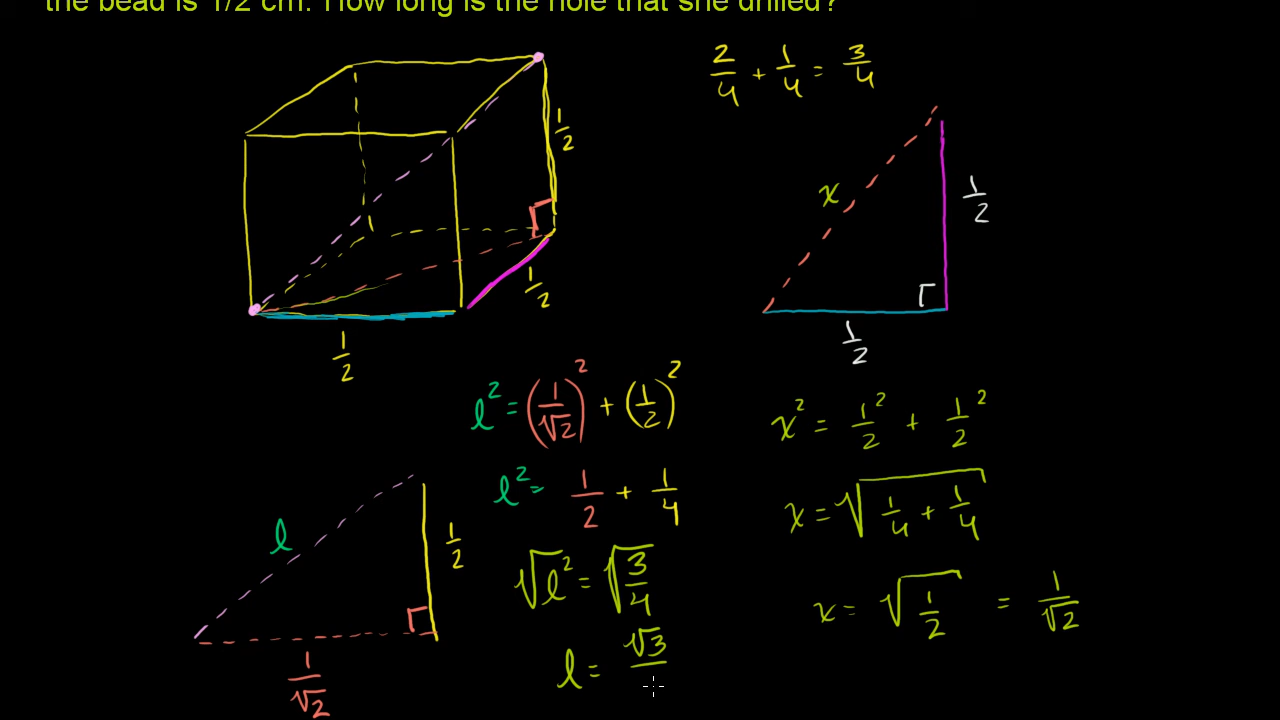 the bead is 1/2 cm. How long is the hole that she drilled?
2/4 + 1/4 = 3/4
1/2
x
1/2
1/2
1/2
1/2
l² = (1/√2)² + (1/2)²
x² = 1/2² + 1/2²
l² = 1/2 + 1/4
x = √(1/4 + 1/4)
l
1/2
√l² = √(3/4)
x = √(1/2) = 1/√2
l = √3/
1/√2